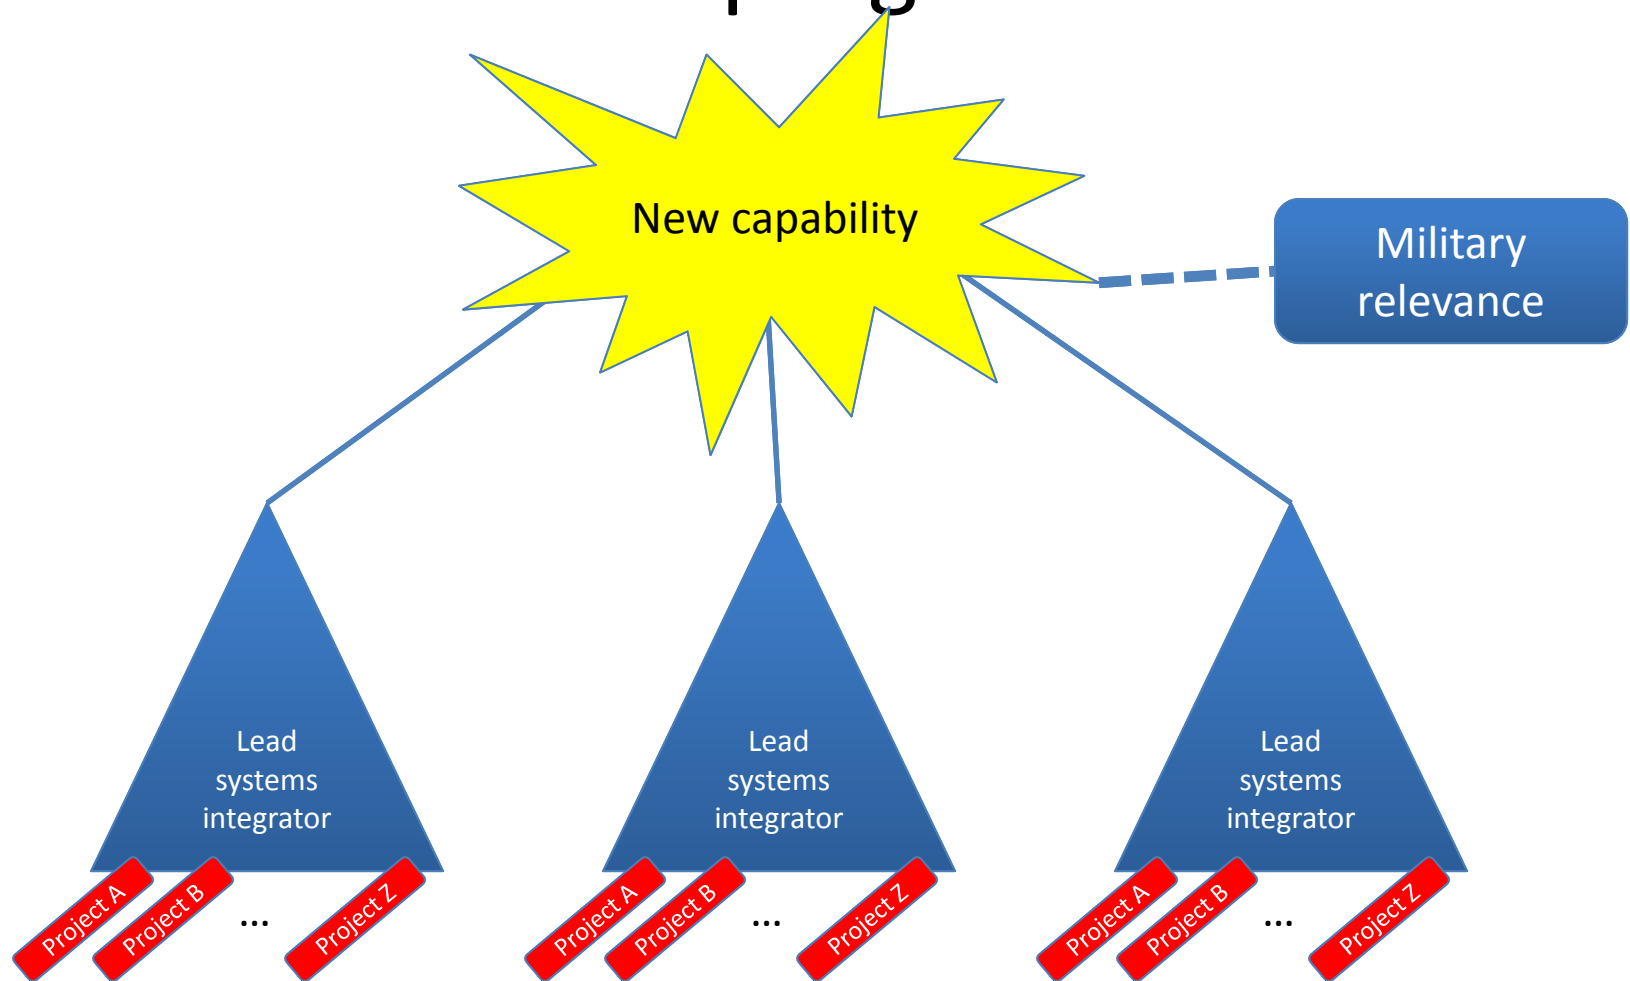 New capability
Military
relevance
Lead
systems
integrator
Lead
systems
integrator
Lead
systems
integrator
Project A
Project B
...
Project Z
Project A
Project B
...
Project Z
Project A
Project B
...
Project Z